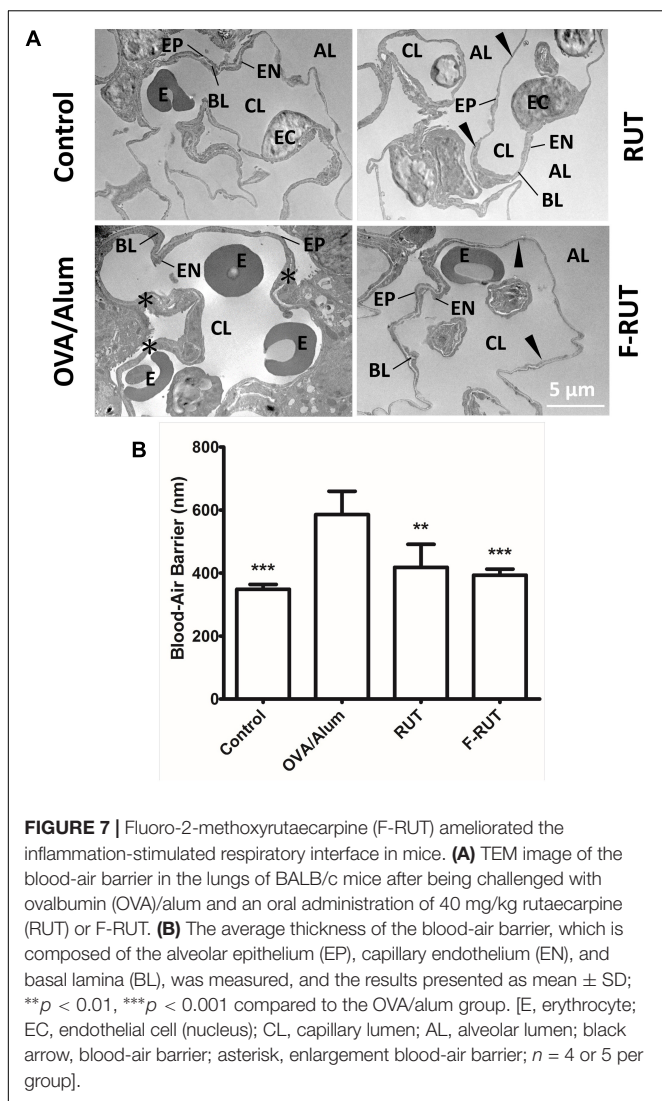 A
Control
EP
AL
EN
BL
E
CL
EC
RUT
CL
AL
EP
EC
CL
EN
AL
BL
OVA/Alum
BL
EP
EN
E
*
*
CL
*
E
E
F-RUT
E
AL
EP
EN
CL
BL
5 µm
B
Blood-Air Barrier (nm)
800
600
400
200
0
***
**
***
Control
OVA/Alum
RUT
F-RUT
FIGURE 7 | Fluoro-2-methoxyrutaecarpine (F-RUT) ameliorated the
inflammation-stimulated respiratory interface in mice. (A) TEM image of the
blood-air barrier in the lungs of BALB/c mice after being challenged with
ovalbumin (OVA)/alum and an oral administration of 40 mg/kg rutaecarpine
(RUT) or F-RUT. (B) The average thickness of the blood-air barrier, which is
composed of the alveolar epithelium (EP), capillary endothelium (EN), and
basal lamina (BL), was measured, and the results presented as mean ± SD;
**p < 0.01, ***p < 0.001 compared to the OVA/alum group. [E, erythrocyte;
EC, endothelial cell (nucleus); CL, capillary lumen; AL, alveolar lumen; black
arrow, blood-air barrier; asterisk, enlargement blood-air barrier; n = 4 or 5 per
group].